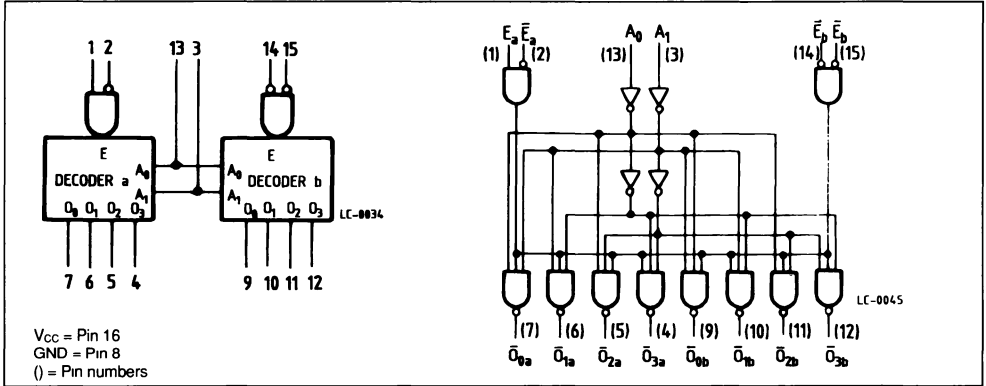 1 2 13 3 14 15
E
DECODER a
A₀
A₁
O₀ O₁ O₂ O₃
7 6 5 4
E
DECODER b
A₀
A₁
O₀ O₁ O₂ O₃
9 10 11 12
LC-0034
VCC = Pin 16
GND = Pin 8
() = Pin numbers
Eₐ Ēₐ A₀ A₁ Ē_b Ē_b
(1) (2) (13) (3) (14) (15)
LC-0045
(7) (6) (5) (4) (9) (10) (11) (12)
Ō₀ₐ Ō₁ₐ Ō₂ₐ Ō₃ₐ Ō₀b Ō₁b Ō₂b Ō₃b